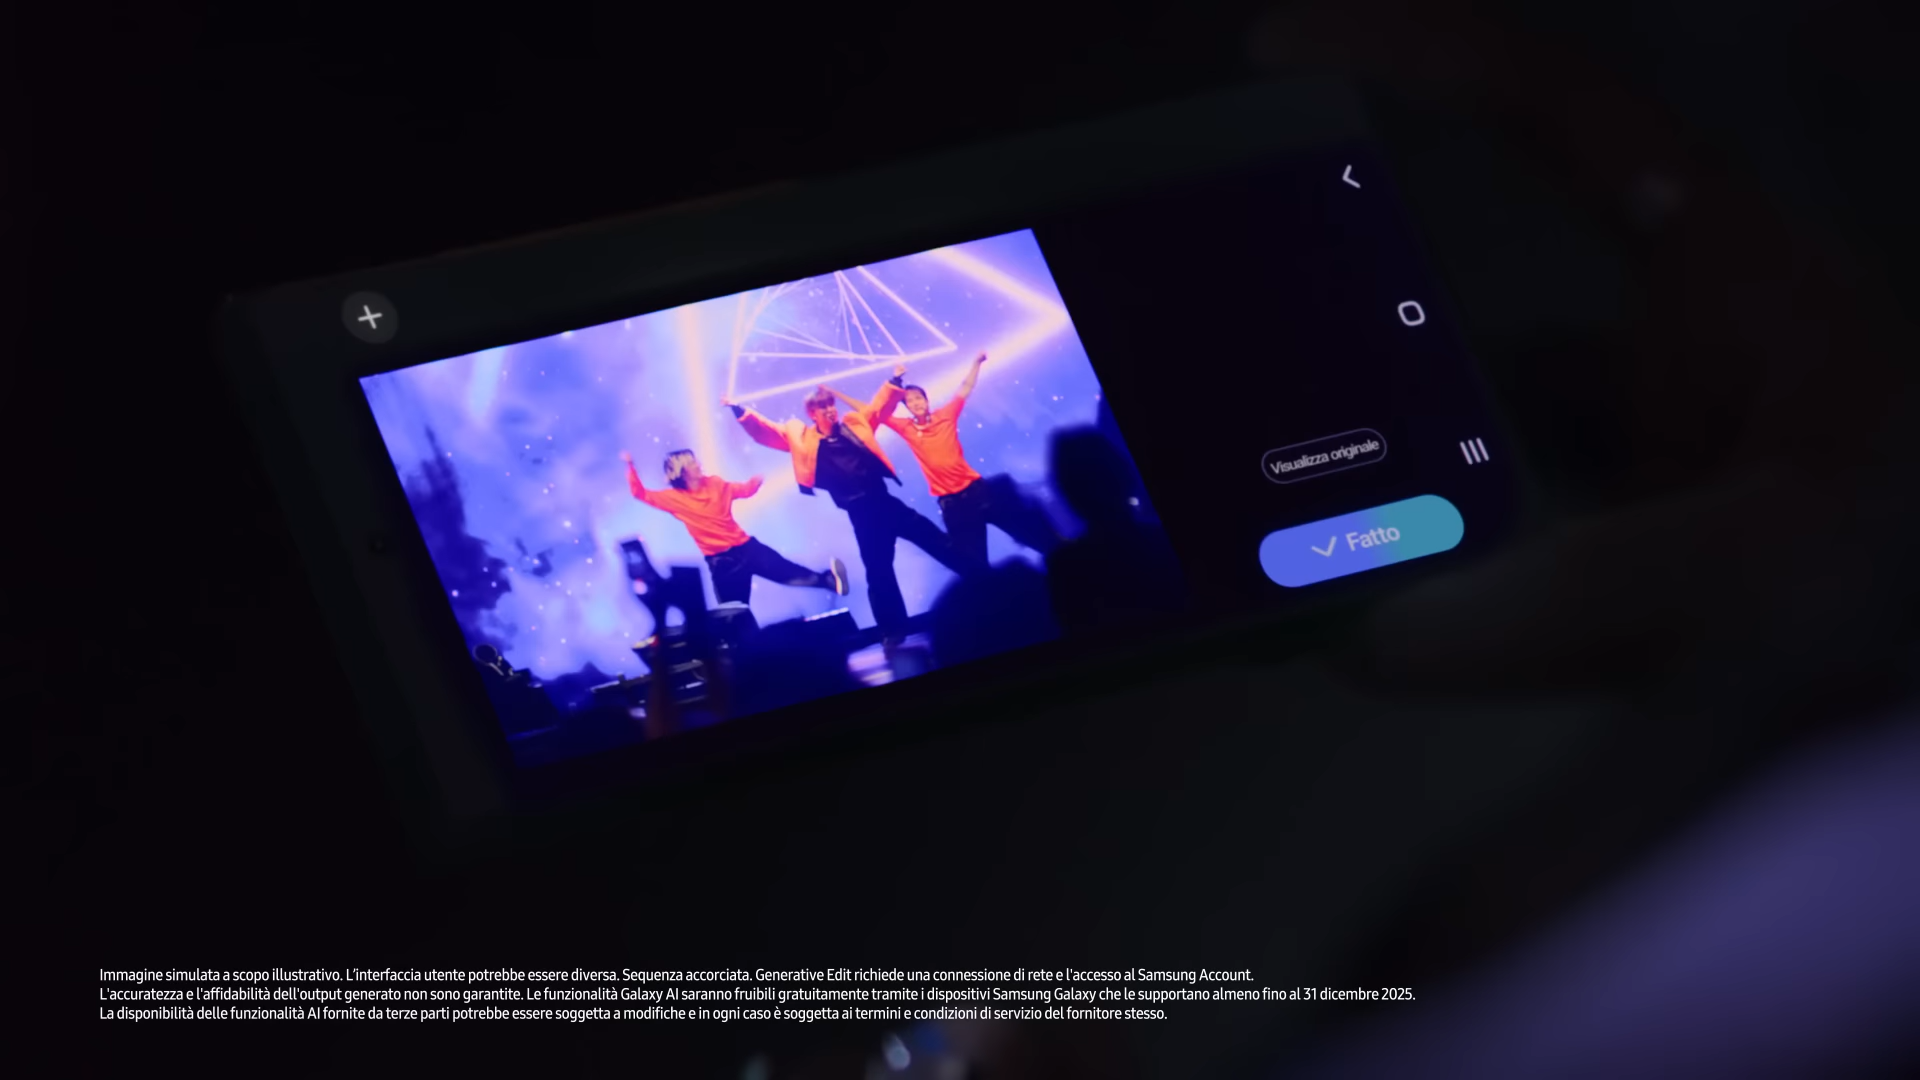 Visualizza originale
Fatto
Immagine simulata a scopo illustrativo. L'interfaccia utente potrebbe essere diversa. Sequenza accorciata. Generative Edit richiede una connessione di rete e l'accesso al Samsung Account.
L'accuratezza e l'affidabilità dell'output generato non sono garantite. Le funzionalità Galaxy AI saranno fruibili gratuitamente tramite i dispositivi Samsung Galaxy che le supportano almeno fino al 31 dicembre 2025.
La disponibilità delle funzionalità AI fornite da terze parti potrebbe essere soggetta a modifiche e in ogni caso è soggetta ai termini e condizioni di servizio del fornitore stesso.